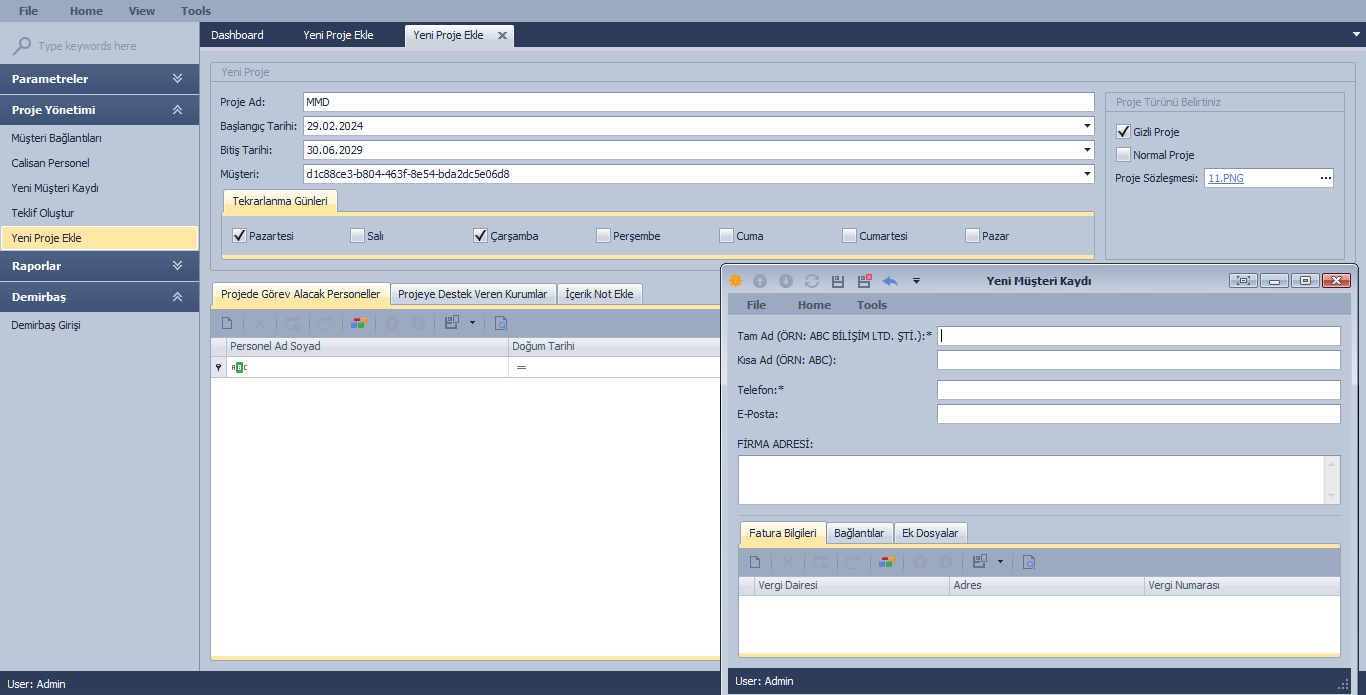 File Home View Tools
Type keywords here
Parametreler
Proje Yönetimi
Müşteri Bağlantıları
Calisan Personel
Yeni Müşteri Kaydı
Teklif Oluştur
Yeni Proje Ekle
Raporlar
Demirbaş
Demirbaş Girişi
Dashboard Yeni Proje Ekle Yeni Proje Ekle
Yeni Proje
Proje Ad: MMD
Başlangıç Tarihi: 29.02.2024
Bitiş Tarihi: 30.06.2029
Müşteri: d1c88ce3-b804-463f-8e54-bda2dc5e06d8
Tekrarlanma Günleri
Pazartesi Salı Çarşamba Perşembe Cuma Cumartesi Pazar
Proje Türünü Belirtiniz
Gizli Proje
Normal Proje
Proje Sözleşmesi: 11.PNG ...
Projede Görev Alacak Personeller Projeye Destek Veren Kurumlar İçerik Not Ekle
Personel Ad Soyad Doğum Tarihi
ABC =
Yeni Müşteri Kaydı
File Home Tools
Tam Ad (ÖRN: ABC BİLİŞİM LTD. ŞTİ.):*
Kısa Ad (ÖRN: ABC):
Telefon:*
E-Posta:
FİRMA ADRESİ:
Fatura Bilgileri Bağlantılar Ek Dosyalar
Vergi Dairesi Adres Vergi Numarası
User: Admin
User: Admin